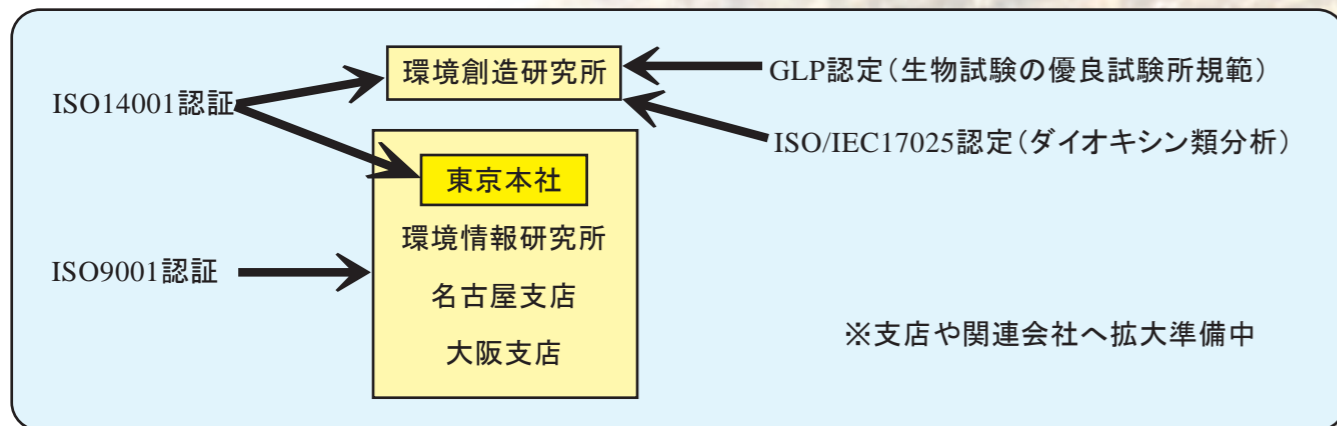 環境創造研究所
GLP認定（生物試験の優良試験所規範）
ISO14001認証
ISO/IEC17025認定（ダイオキシン類分析）
東京本社
環境情報研究所
ISO9001認証
名古屋支店
※支店や関連会社へ拡大準備中
大阪支店